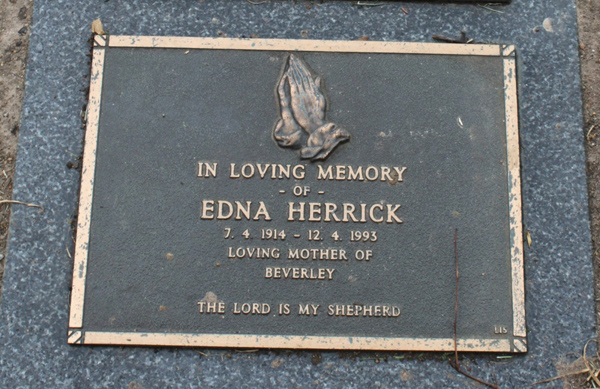 IN LOVING MEMORY
- OF -
EDNA HERRICK
7. 4. 1914 - 12. 4. 1993
LOVING MOTHER OF
BEVERLEY
THE LORD IS MY SHEPHERD